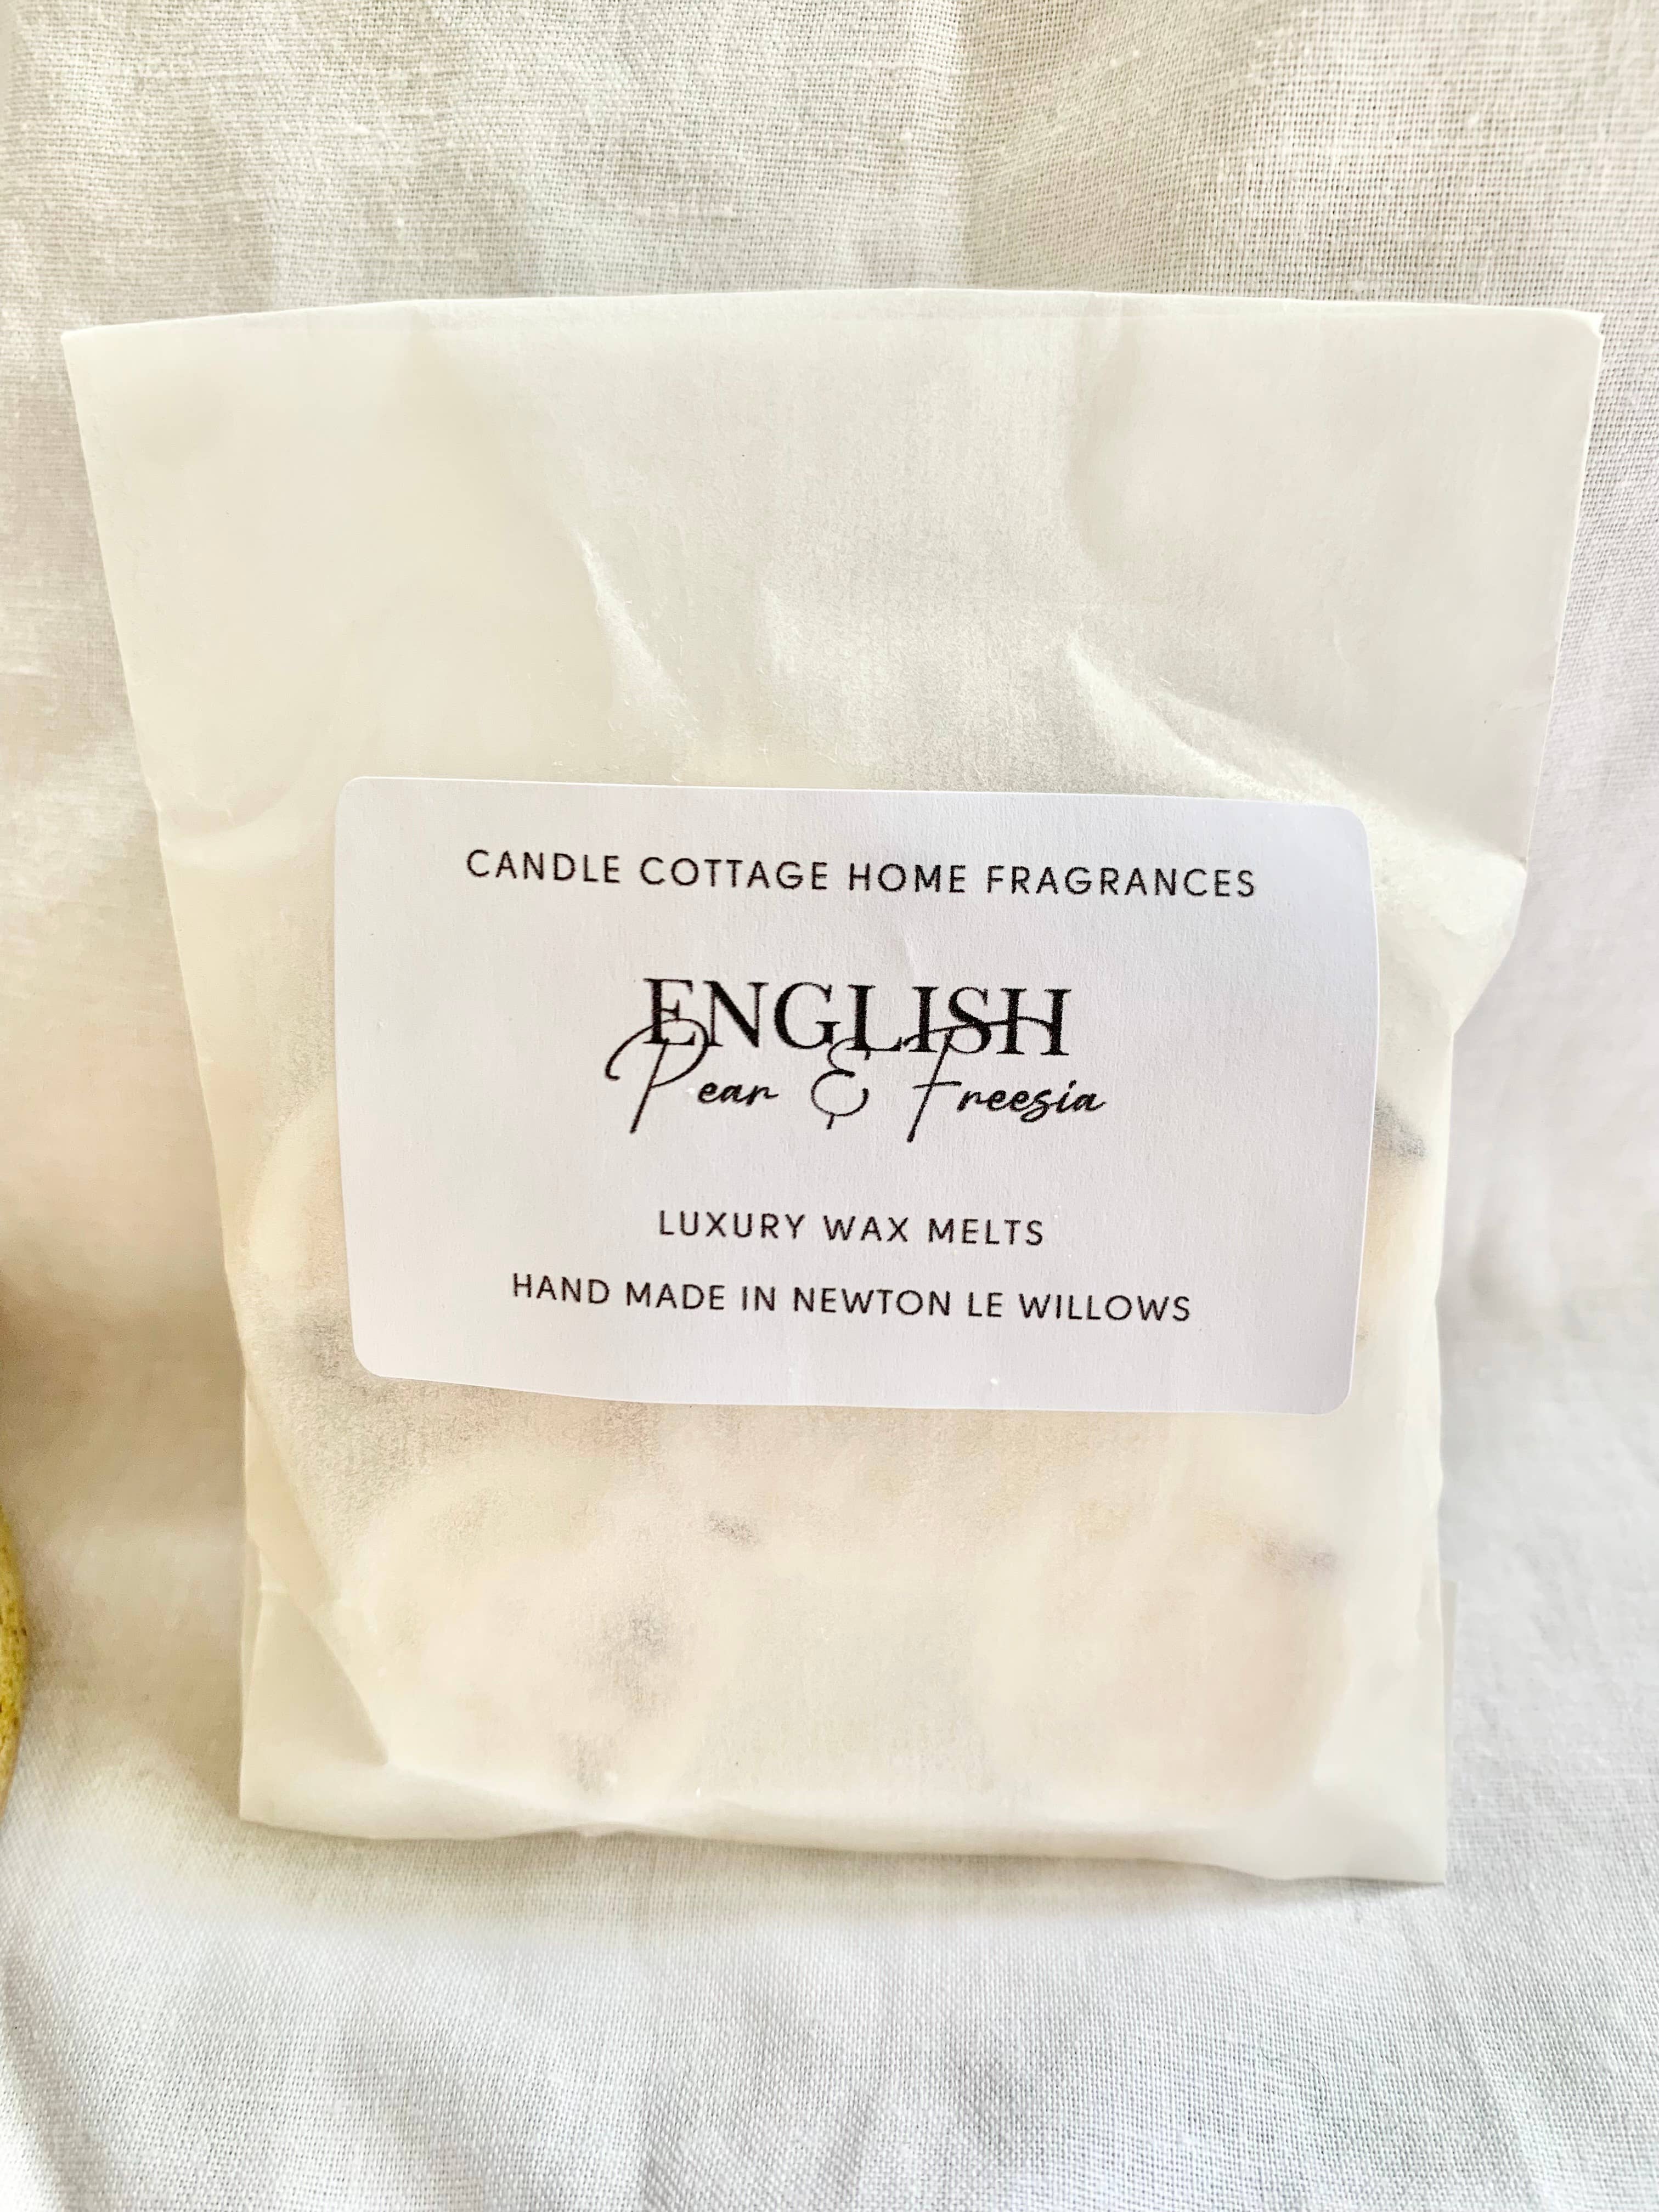 CANDLE COTTAGE HOME FRAGRANCES
ENGLISH
Pear & Freesia
LUXURY WAX MELTS
HAND MADE IN NEWTON LE WILLOWS